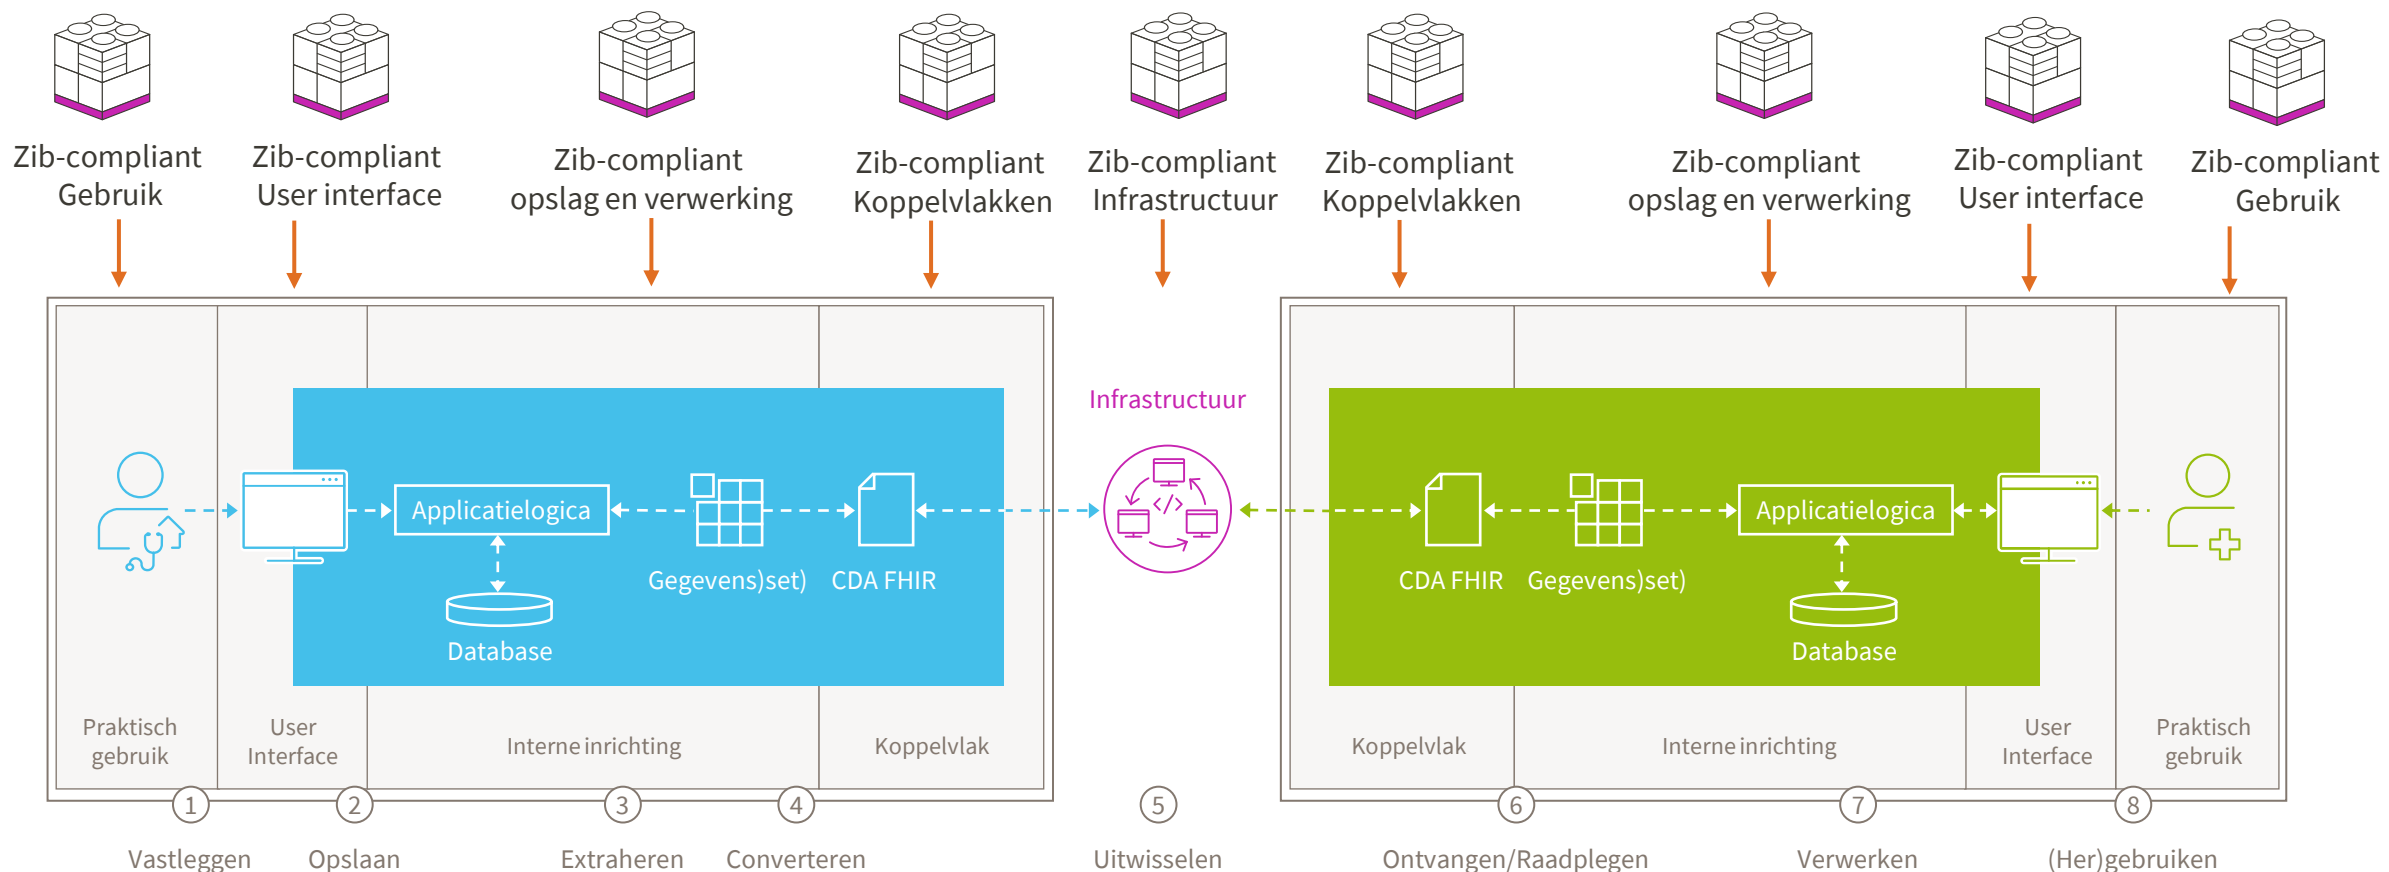 Zib-compliant
Gebruik
Zib-compliant
User interface
Zib-compliant
opslag en verwerking
Zib-compliant
Koppelvlakken
Zib-compliant
Infrastructuur
Zib-compliant
Koppelvlakken
Zib-compliant
opslag en verwerking
Zib-compliant
User interface
Zib-compliant
Gebruik
Applicatielogica
Database
Gegevens)set)
CDA FHIR
Infrastructuur
</>
CDA FHIR
Gegevens)set)
Applicatielogica
Database
Praktisch
gebruik
User
Interface
Interne inrichting
Koppelvlak
Koppelvlak
Interne inrichting
User
Interface
Praktisch
gebruik
1
Vastleggen
2
Opslaan
3
Extraheren
4
Converteren
5
Uitwisselen
6
Ontvangen/Raadplegen
7
Verwerken
8
(Her)gebruiken